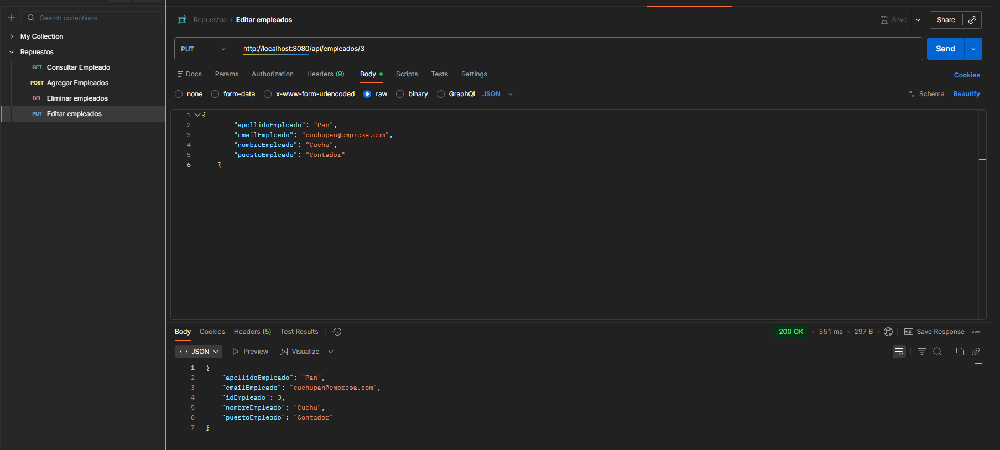 Search collections
My Collection
Repuestos
GET Consultar Empleado
POST Agregar Empleados
DEL Eliminar empleados
PUT Editar empleados
HTTP Repuestos / Editar empleados
Save
Share
PUT http://localhost:8080/api/empleados/3
Send
Docs Params Authorization Headers (9) Body Scripts Tests Settings
Cookies
none form-data x-www-form-urlencoded raw binary GraphQL JSON
Schema Beautify
1 {
2 "apellidoEmpleado": "Pan",
3 "emailEmpleado": "cuchupan@empresa.com",
4 "nombreEmpleado": "Cuchu",
5 "puestoEmpleado": "Contador"
6 }
Body Cookies Headers (5) Test Results
200 OK • 551 ms • 297 B • e.g. Save Response
{} JSON Preview Visualize
1 {
2 "apellidoEmpleado": "Pan",
3 "emailEmpleado": "cuchupan@empresa.com",
4 "idEmpleado": 3,
5 "nombreEmpleado": "Cuchu",
6 "puestoEmpleado": "Contador"
7 }